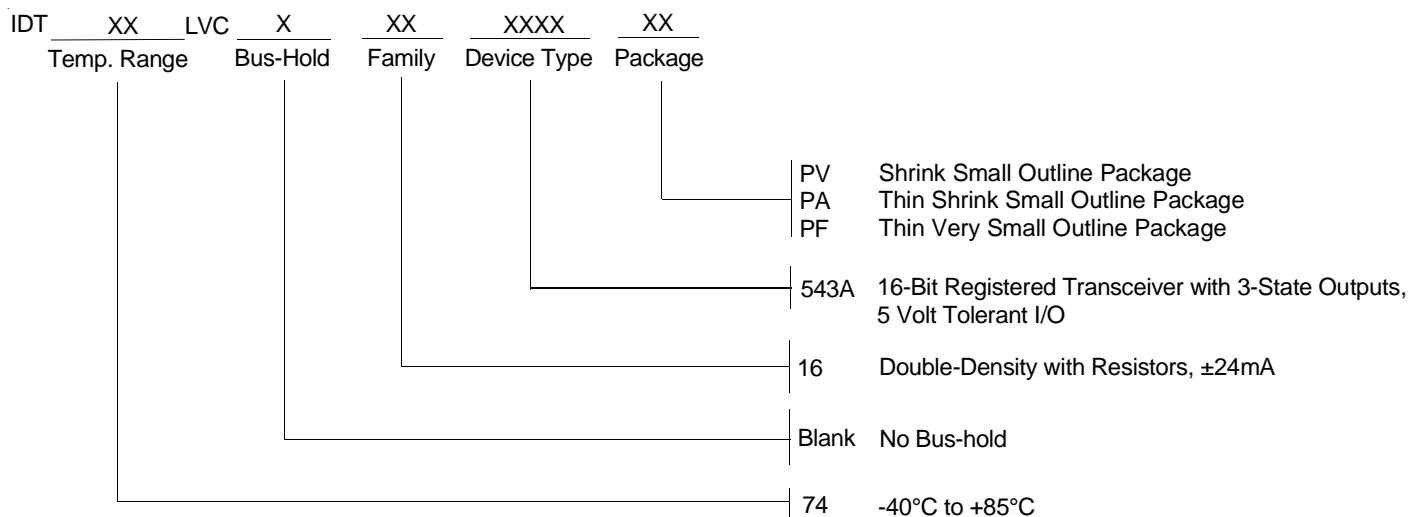 IDT XX LVC X XX XXXX XX
Temp. Range Bus-Hold Family Device Type Package
PV Shrink Small Outline Package
PA Thin Shrink Small Outline Package
PF Thin Very Small Outline Package
543A 16-Bit Registered Transceiver with 3-State Outputs,
5 Volt Tolerant I/O
16 Double-Density with Resistors, ±24mA
Blank No Bus-hold
74 -40°C to +85°C